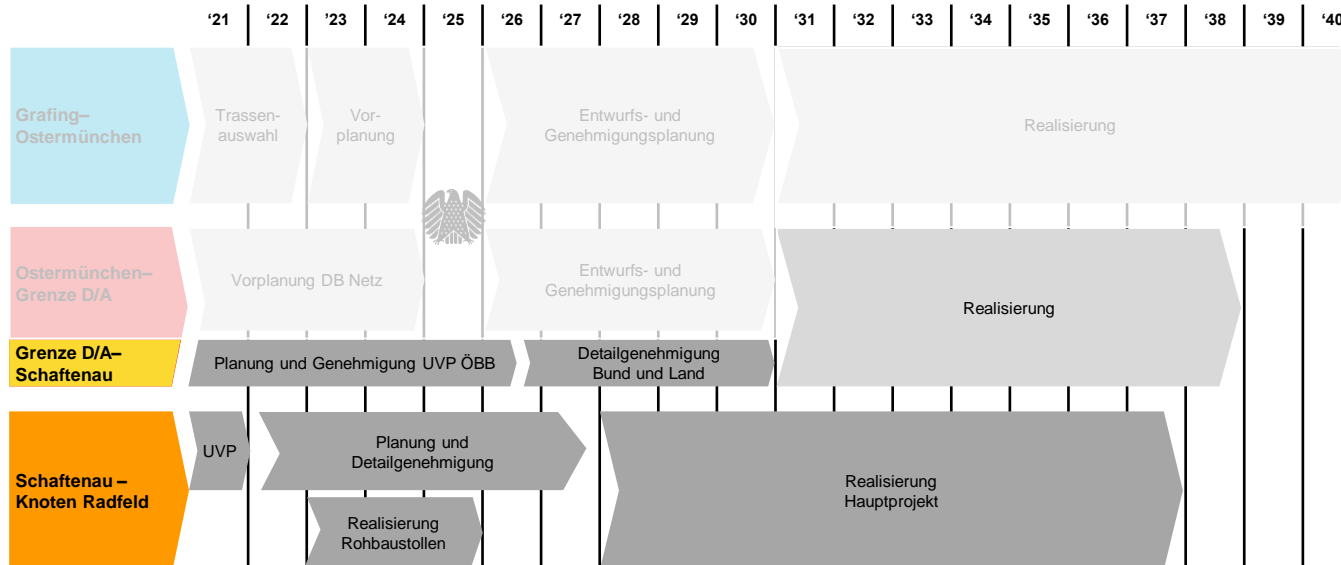 ‘21 ‘22 ’23 ‘24 ‘25 ‘26 ‘27 ‘28 ‘29 ‘30 ‘31 ‘32 ‘33 ‘34 ‘35 ‘36 ‘37 ‘38 ‘39 ‘40
Grafing–
Ostermünchen
Trassen-
auswahl
Vor-
planung
Entwurfs- und
Genehmigungsplanung
Realisierung
Ostermünchen–
Grenze D/A
Vorplanung DB Netz
Entwurfs- und
Genehmigungsplanung
Realisierung
Grenze D/A–
Schaftenau
Planung und Genehmigung UVP ÖBB
Detailgenehmigung
Bund und Land
Schaftenau –
Knoten Radfeld
UVP
Planung und
Detailgenehmigung
Realisierung
Rohbaustollen
Realisierung
Hauptprojekt